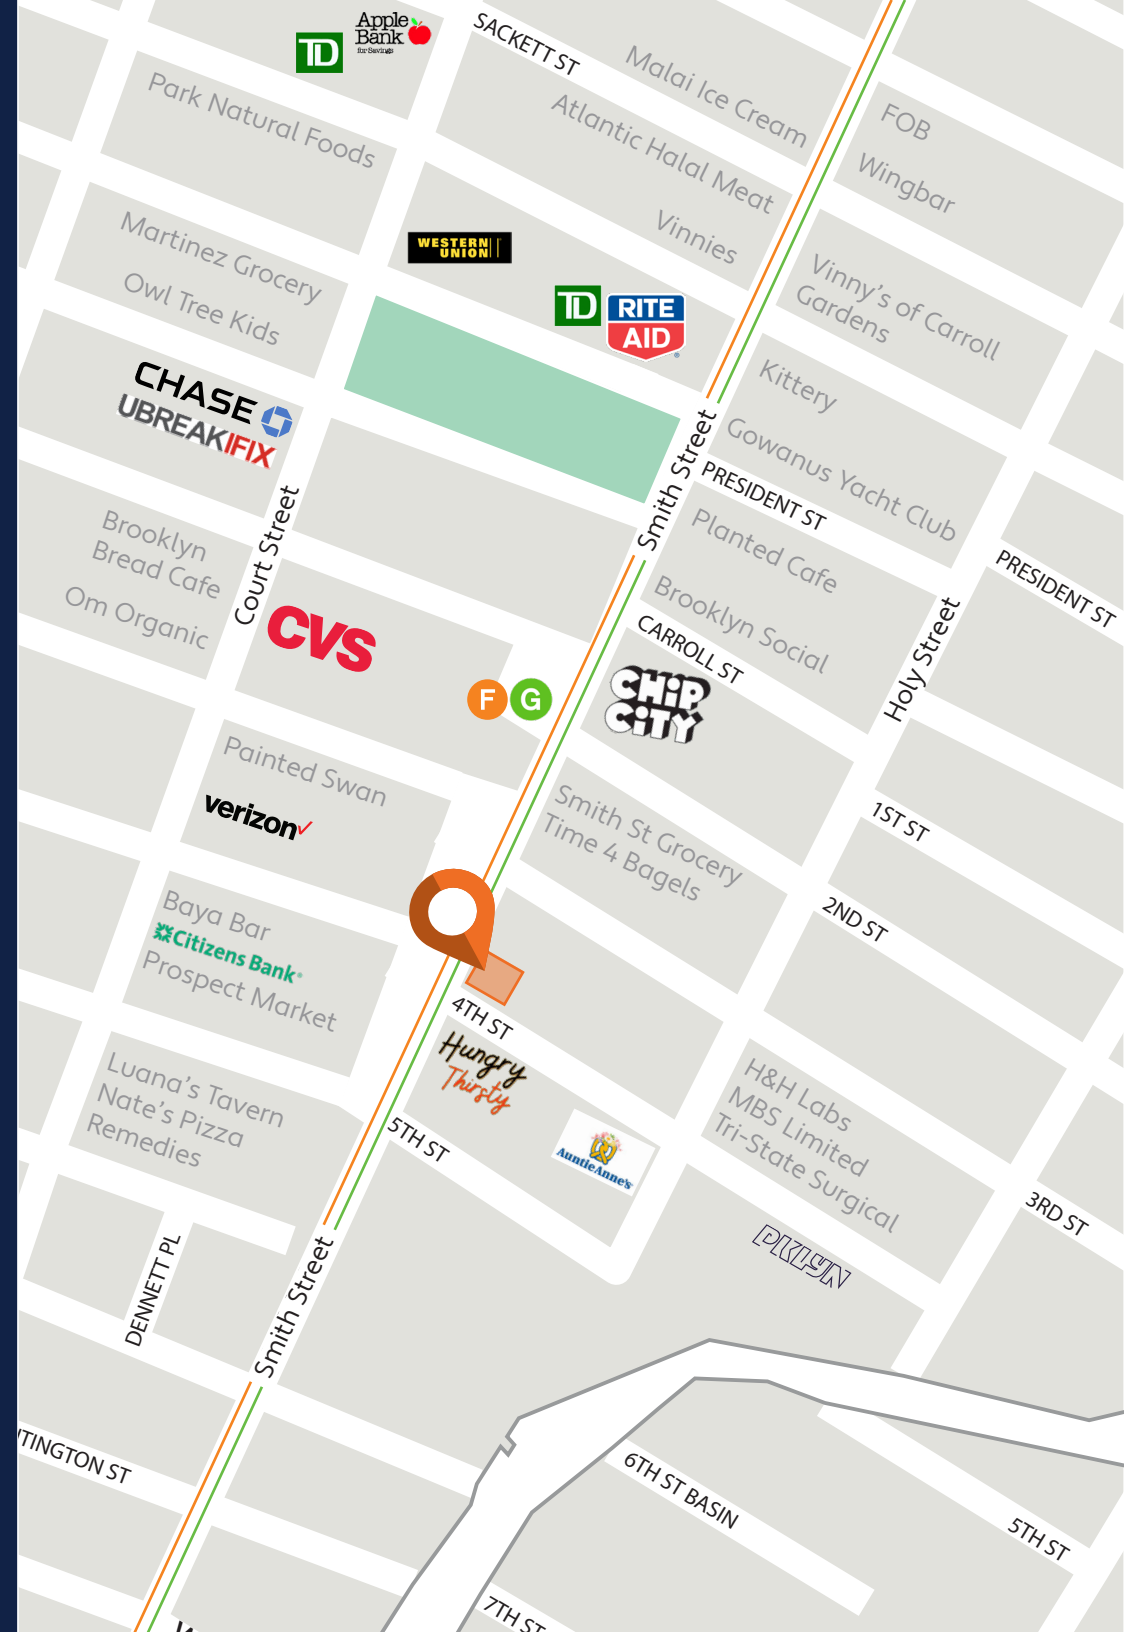 TD
Apple
Bank
for Savings
SACKETT ST
Malai Ice Cream
Park Natural Foods
Atlantic Halal Meat
FOB
Wingbar
Vinnies
Martinez Grocery
WESTERN
UNION
Owl Tree Kids
Vinny's of Carroll
Gardens
TD
RITE
AID
CHASE
UBREAKIFIX
Kittery
Gowanus Yacht Club
Smith Street
PRESIDENT ST
Court Street
Brooklyn
Bread Cafe
Planted Cafe
PRESIDENT ST
Om Organic
CVS
Brooklyn Social
CARROLL ST
Holy Street
F
G
CHIP
CITY
Painted Swan
verizon
Smith St Grocery
Time 4 Bagels
1ST ST
2ND ST
Baya Bar
Citizens Bank®
Prospect Market
4TH ST
Hungry
Thirsty
Luana's Tavern
Nate's Pizza
Remedies
5TH ST
Auntie Anne's
H&H Labs
MBS Limited
Tri-State Surgical
3RD ST
DENNETT PL
Smith Street
PKLYN
NTINGTON ST
6TH ST BASIN
5TH ST
7TH ST